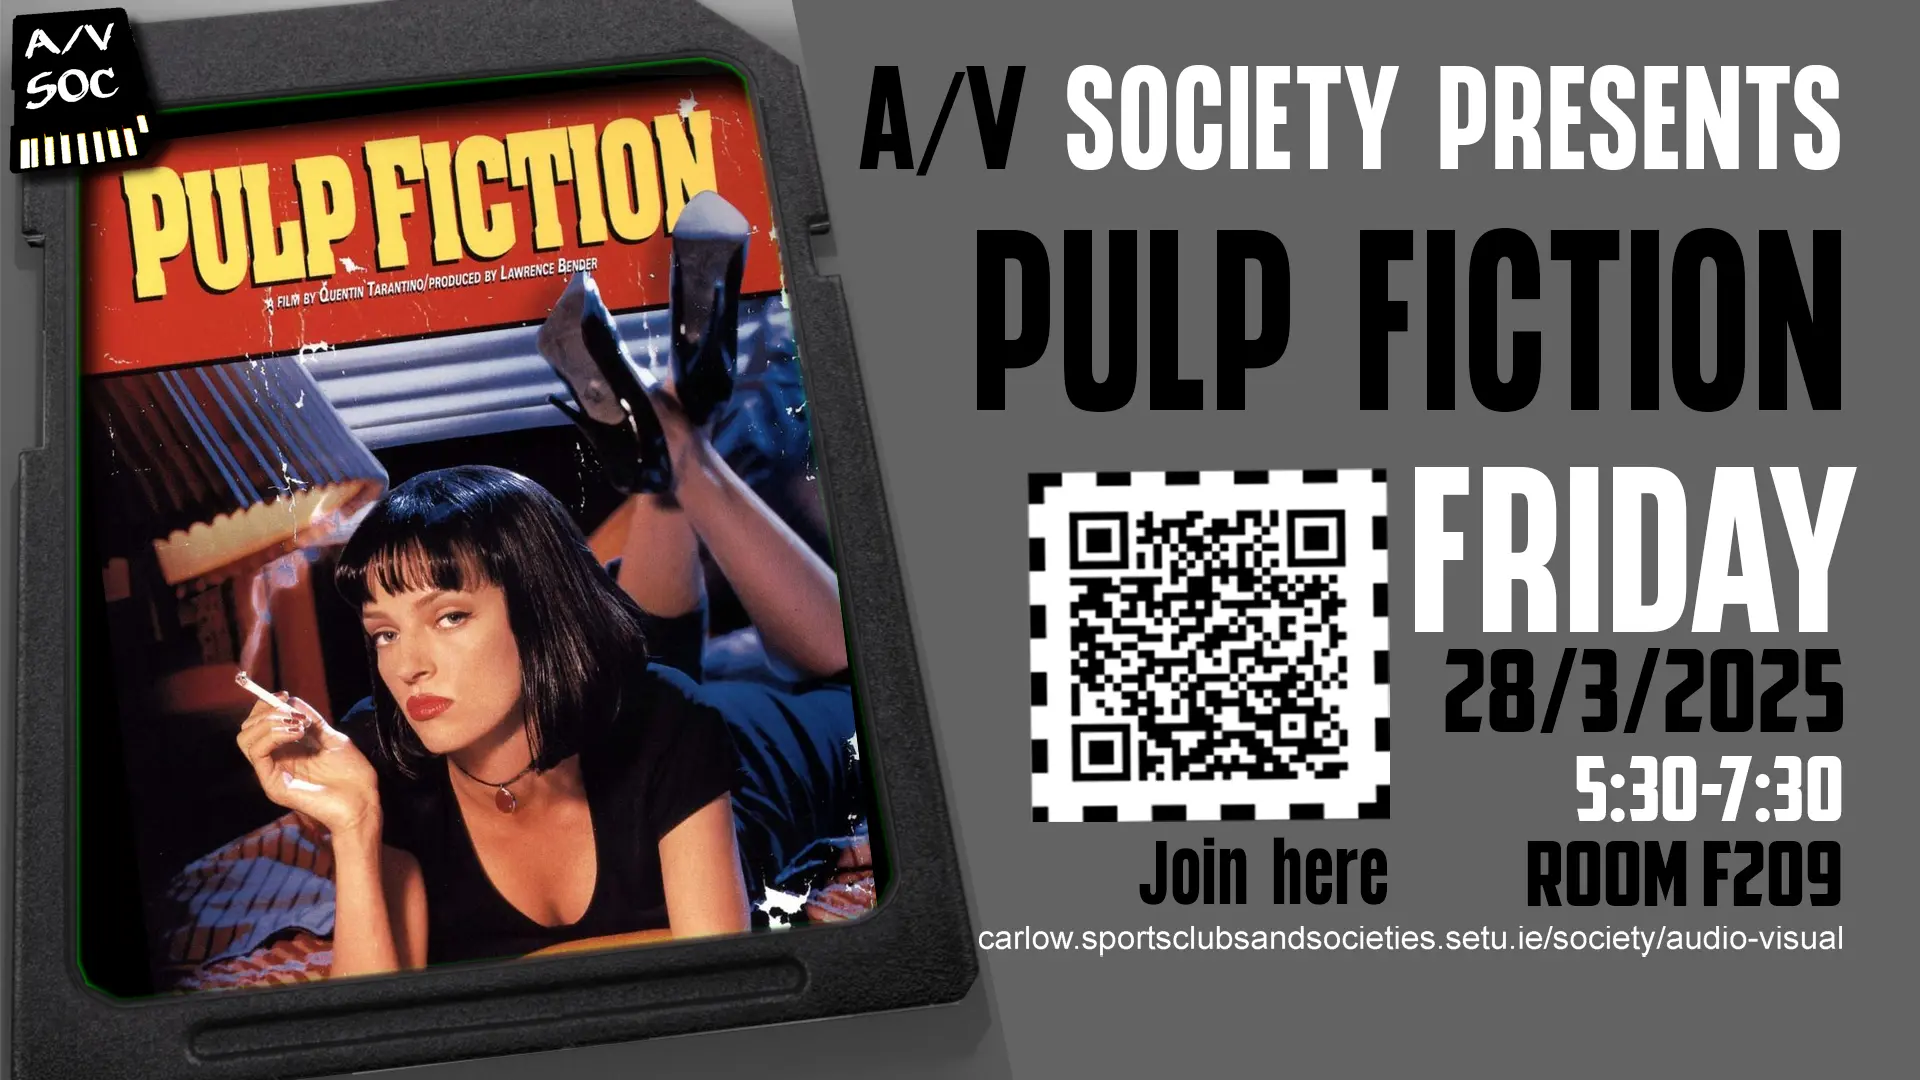 A/V
SOC
PULP FICTION
A FILM BY QUENTIN TARANTINO/PRODUCED BY LAWRENCE BENDER
A/V SOCIETY PRESENTS
PULP FICTION
FRIDAY
28/3/2025
5:30-7:30
ROOM F209
Join here
carlow.sportsclubsandsocieties.setu.ie/society/audio-visual